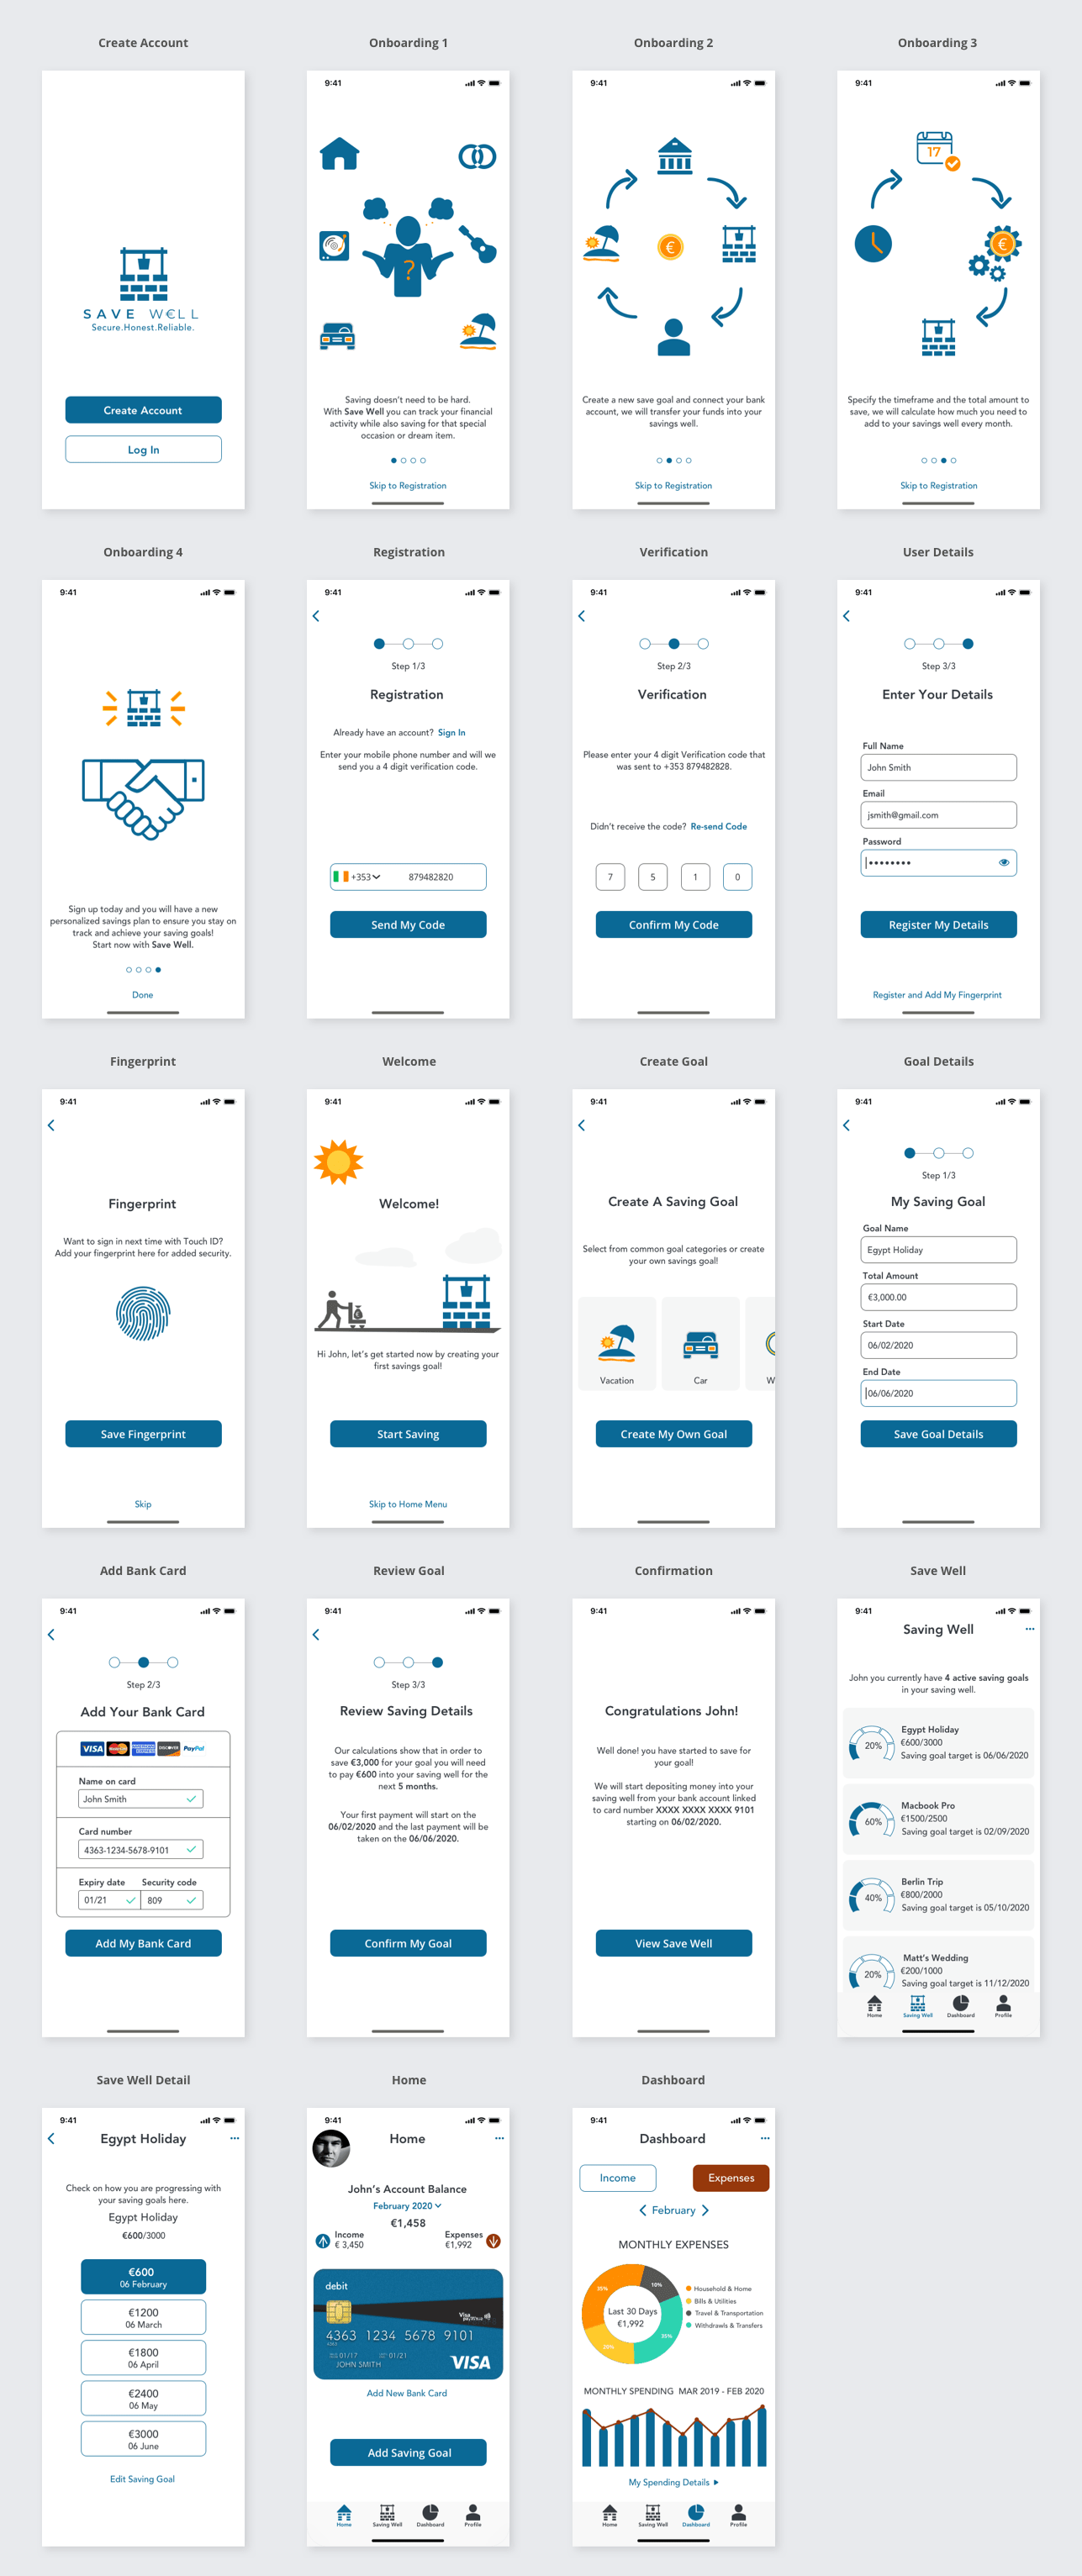 Create Account
Onboarding 1
Onboarding 2
Onboarding 3
SAVE W€LL
Secure.Honest.Reliable.
Create Account
Log In
9:41
?
Saving doesn't need to be hard.
With Save Well you can track your financial
activity while also saving for that special
occasion or dream item.
Skip to Registration
9:41
€
Create a new save goal and connect your bank
account, we will transfer your funds into your
savings well.
Skip to Registration
9:41
17
€
Specify the timeframe and the total amount to
save, we will calculate how much you need to
add to your savings well every month.
Skip to Registration
Onboarding 4
Registration
Verification
User Details
9:41
Sign up today and you will have a new
personalized savings plan to ensure you stay on
track and achieve your saving goals!
Start now with Save Well.
Done
9:41
Step 1/3
Registration
Already have an account? Sign In
Enter your mobile phone number and will we
send you a 4 digit verification code.
+353
879482820
Send My Code
9:41
Step 2/3
Verification
Please enter your 4 digit Verification code that
was sent to +353 879482828.
Didn't receive the code? Re-send Code
7 5 1 0
Confirm My Code
9:41
Step 3/3
Enter Your Details
Full Name
John Smith
Email
jsmith@gmail.com
Password
Register My Details
Register and Add My Fingerprint
Fingerprint
Welcome
Create Goal
Goal Details
9:41
Fingerprint
Want to sign in next time with Touch ID?
Add your fingerprint here for added security.
Save Fingerprint
Skip
9:41
Welcome!
Hi John, let's get started now by creating your
first savings goal!
Start Saving
Skip to Home Menu
9:41
Create A Saving Goal
Select from common goal categories or create
your own savings goal!
Vacation
Car
W
Create My Own Goal
9:41
Step 1/3
My Saving Goal
Goal Name
Egypt Holiday
Total Amount
€3,000.00
Start Date
06/02/2020
End Date
06/06/2020
Save Goal Details
Add Bank Card
Review Goal
Confirmation
Save Well
9:41
Step 2/3
Add Your Bank Card
VISA MasterCard AMERICAN EXPRESS DISCOVER PayPal
Name on card
John Smith
Card number
4363-1234-5678-9101
Expiry date Security code
01/21 809
Add My Bank Card
9:41
Step 3/3
Review Saving Details
Our calculations show that in order to
save €3,000 for your goal you will need
to pay €600 into your saving well for the
next 5 months.
Your first payment will start on the
06/02/2020 and the last payment will be
taken on the 06/06/2020.
Confirm My Goal
9:41
Congratulations John!
Well done! you have started to save for
your goal!
We will start depositing money into your
saving well from your bank account linked
to card number XXXX XXXX XXXX 9101
starting on 06/02/2020.
View Save Well
9:41
Saving Well
John you currently have 4 active saving goals
in your saving well.
20%
Egypt Holiday
€600/3000
Saving goal target is 06/06/2020
60%
Macbook Pro
€1500/2500
Saving goal target is 02/09/2020
40%
Berlin Trip
€800/2000
Saving goal target is 05/10/2020
20%
Matt's Wedding
€200/1000
Saving goal target is 11/12/2020
Home Saving Well Dashboard Profile
Save Well Detail
Home
Dashboard
9:41
Egypt Holiday
Check on how you are progressing with
your saving goals here.
Egypt Holiday
€600/3000
€600
06 February
€1200
06 March
€1800
06 April
€2400
06 May
€3000
06 June
Edit Saving Goal
9:41
Home
John's Account Balance
February 2020
€1,458
Income
€ 3,450
Expenses
€1,992
debit
4363 1234 5678 9101
4363
01/17 01/21
JOHN SMITH
VISA
Add New Bank Card
Add Saving Goal
Home Saving Well Dashboard Profile
9:41
Dashboard
Income
Expenses
February
MONTHLY EXPENSES
35%
10%
35%
20%
Last 30 Days
€1,992
Household & Home
Bills & Utilities
Travel & Transportation
Withdrawls & Transfers
MONTHLY SPENDING MAR 2019 - FEB 2020
My Spending Details
Home Saving Well Dashboard Profile